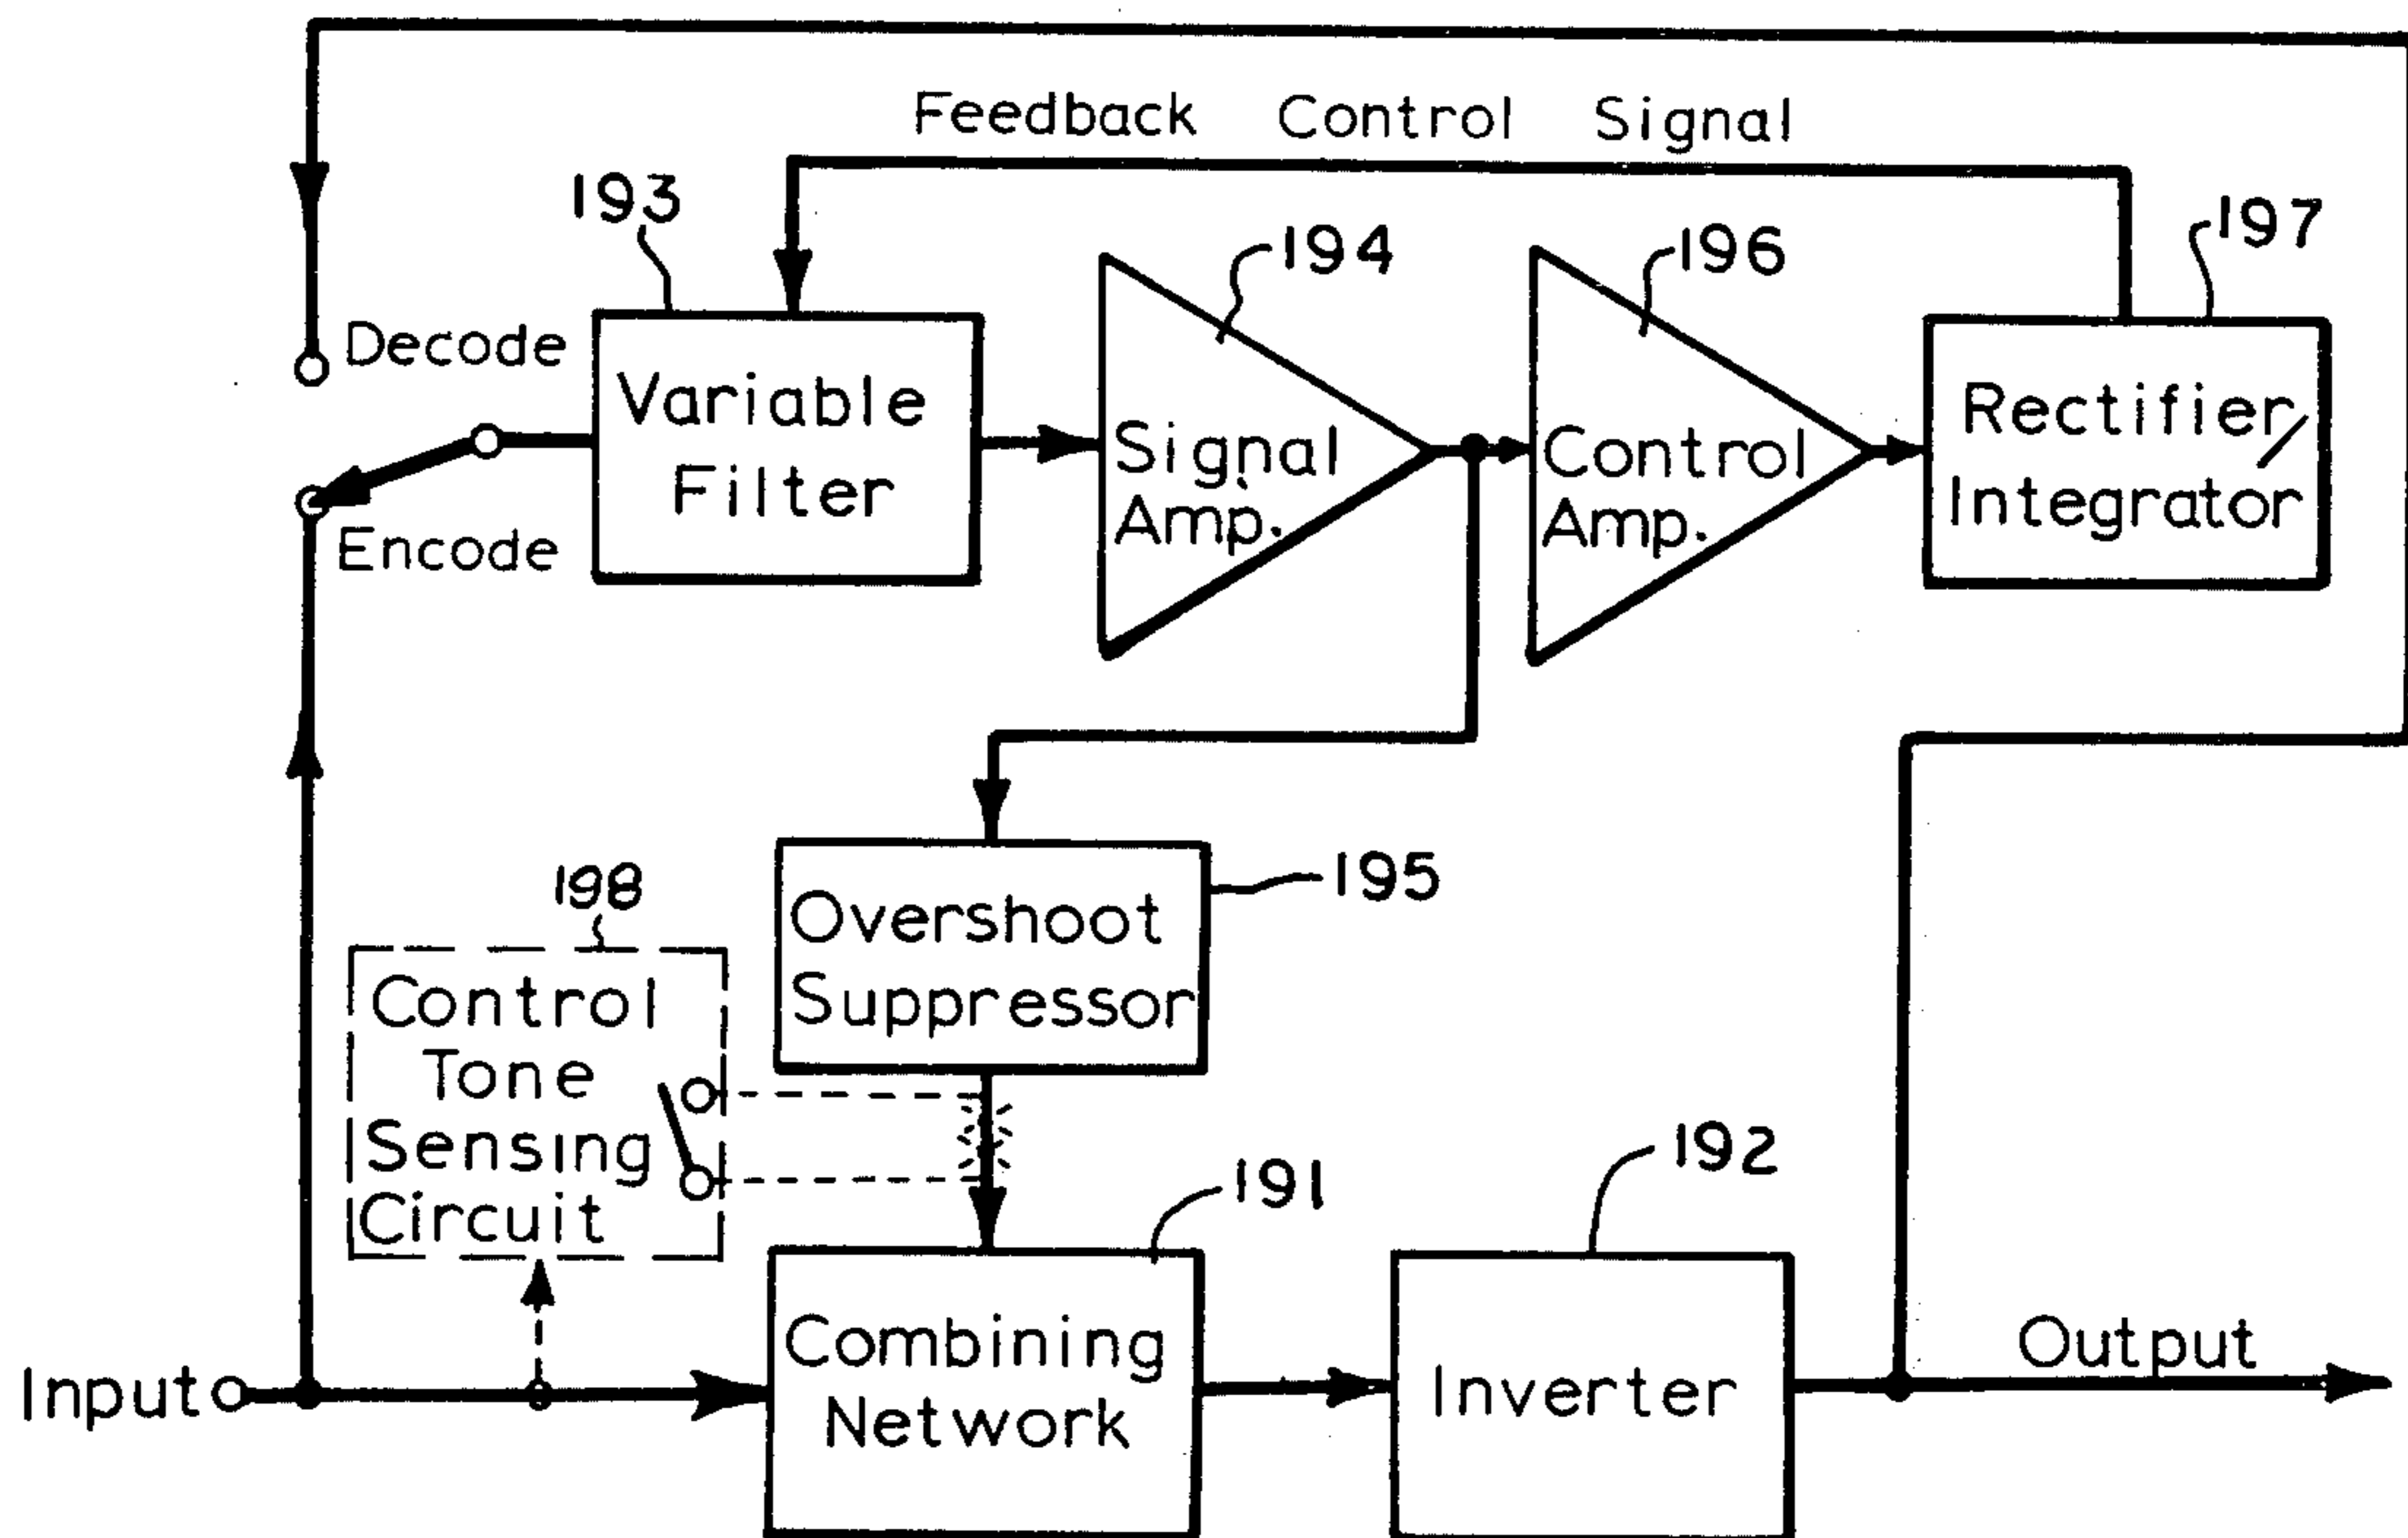 Feedback Control Signal
193
194
196
197
Decode
Encode
Variable
Filter
Signal
Amp.
Control
Amp.
Rectifier/
Integrator
195
Overshoot
Suppressor
198
Control
Tone
Sensing
Circuit
191
192
Input
Combining
Network
Inverter
Output